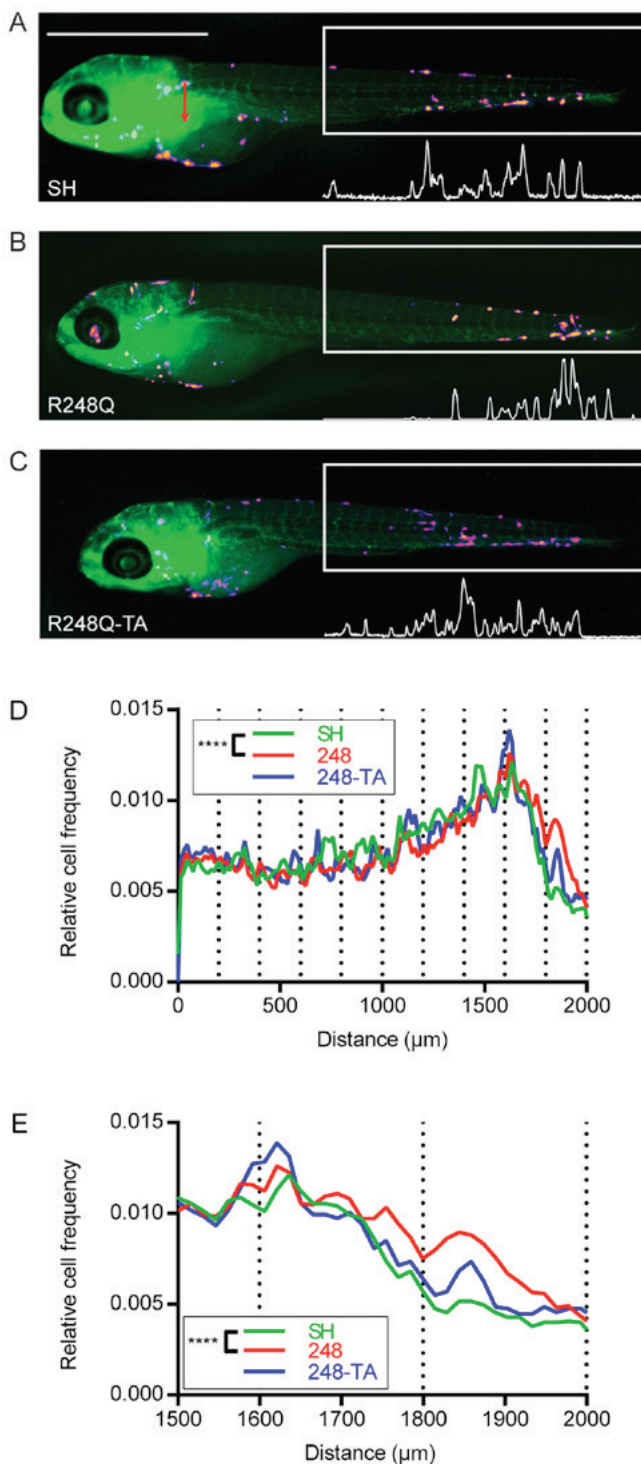 A
SH
B
R248Q
C
R248Q-TA
D
0.015
0.010
0.005
0.000
Relative cell frequency
****
SH
248
248-TA
0
500
1000
1500
2000
Distance (µm)
E
0.015
0.010
0.005
0.000
Relative cell frequency
****
SH
248
248-TA
1500
1600
1700
1800
1900
2000
Distance (µm)